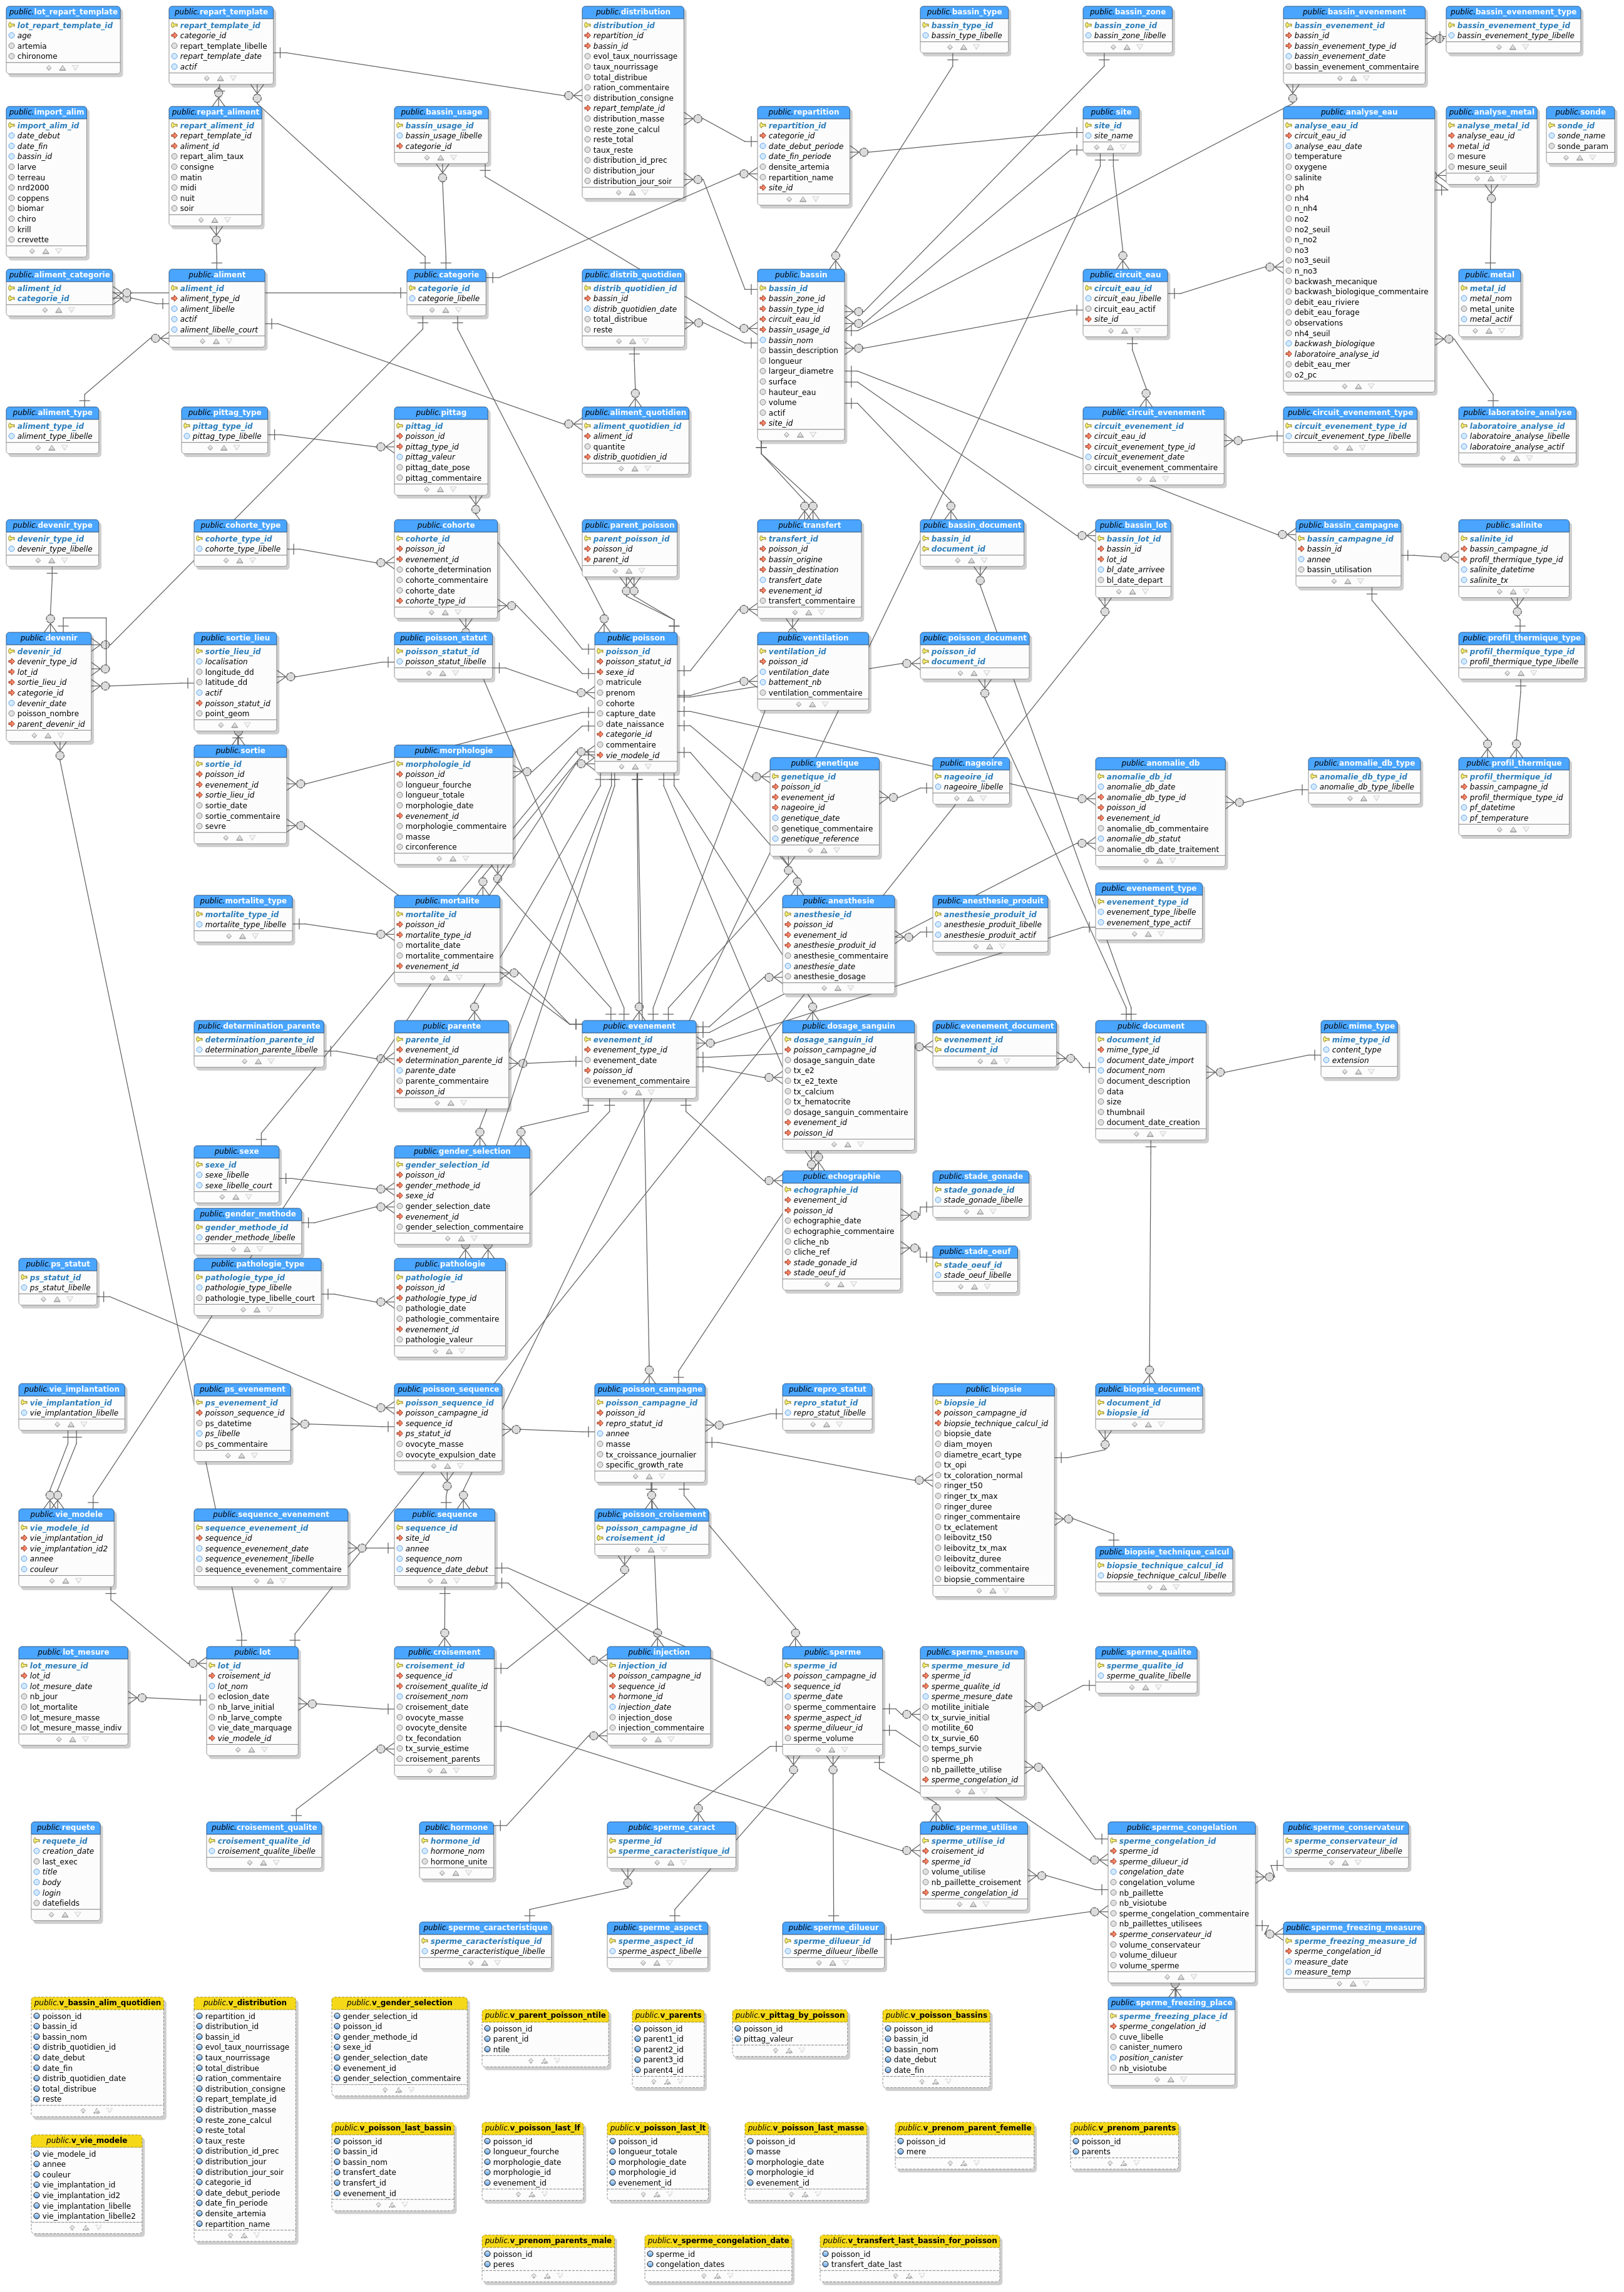 public.lot_repart_template
lot_repart_template_id
age
artemia
chironome
public.repart_template
repart_template_id
categorie_id
repart_template_libelle
repart_template_date
actif
public.distribution
distribution_id
repartition_id
bassin_id
evol_taux_nourrissage
taux_nourrissage
total_distribue
ration_commentaire
distribution_consigne
repart_template_id
distribution_masse
reste_zone_calcul
reste_total
taux_reste
distribution_id_prec
distribution_jour
distribution_jour_soir
public.bassin_type
bassin_type_id
bassin_type_libelle
public.bassin_zone
bassin_zone_id
bassin_zone_libelle
public.bassin_evenement
bassin_evenement_id
bassin_id
bassin_evenement_type_id
bassin_evenement_date
bassin_evenement_commentaire
public.bassin_evenement_type
bassin_evenement_type_id
bassin_evenement_type_libelle
public.import_alim
import_alim_id
date_debut
date_fin
bassin_id
larve
terreau
nrd2000
coppens
biomar
chiro
krill
crevette
public.repart_aliment
repart_aliment_id
repart_template_id
aliment_id
repart_alim_taux
consigne
matin
midi
nuit
soir
public.bassin_usage
bassin_usage_id
bassin_usage_libelle
categorie_id
public.repartition
repartition_id
categorie_id
date_debut_periode
date_fin_periode
densite_artemia
repartition_name
site_id
public.site
site_id
site_name
public.analyse_eau
analyse_eau_id
circuit_eau_id
analyse_eau_date
temperature
oxygene
salinite
ph
nh4
n_nh4
no2
no2_seuil
n_no2
no3
no3_seuil
n_no3
backwash_mecanique
backwash_biologique_commentaire
debit_eau_riviere
debit_eau_forage
observations
nh4_seuil
backwash_biologique
laboratoire_analyse_id
debit_eau_mer
o2_pc
public.analyse_metal
analyse_metal_id
analyse_eau_id
metal_id
mesure
mesure_seuil
public.sonde
sonde_id
sonde_name
sonde_param
public.aliment_categorie
aliment_id
categorie_id
public.aliment
aliment_id
aliment_type_id
aliment_libelle
actif
aliment_libelle_court
public.categorie
categorie_id
categorie_libelle
public.distrib_quotidien
distrib_quotidien_id
bassin_id
distrib_quotidien_date
total_distribue
reste
public.bassin
bassin_id
bassin_zone_id
bassin_type_id
circuit_eau_id
bassin_usage_id
bassin_nom
bassin_description
longueur
largeur_diametre
surface
hauteur_eau
volume
actif
site_id
public.circuit_eau
circuit_eau_id
circuit_eau_libelle
circuit_eau_actif
site_id
public.metal
metal_id
metal_nom
metal_unite
metal_actif
public.aliment_type
aliment_type_id
aliment_type_libelle
public.pittag_type
pittag_type_id
pittag_type_libelle
public.pittag
pittag_id
poisson_id
pittag_type_id
pittag_valeur
pittag_date_pose
pittag_commentaire
public.aliment_quotidien
aliment_quotidien_id
aliment_id
quantite
distrib_quotidien_id
public.circuit_evenement
circuit_evenement_id
circuit_eau_id
circuit_evenement_type_id
circuit_evenement_date
circuit_evenement_commentaire
public.circuit_evenement_type
circuit_evenement_type_id
circuit_evenement_type_libelle
public.laboratoire_analyse
laboratoire_analyse_id
laboratoire_analyse_libelle
laboratoire_analyse_actif
public.devenir_type
devenir_type_id
devenir_type_libelle
public.cohorte_type
cohorte_type_id
cohorte_type_libelle
public.cohorte
cohorte_id
poisson_id
evenement_id
cohorte_determination
cohorte_commentaire
cohorte_date
cohorte_type_id
public.parent_poisson
parent_poisson_id
poisson_id
parent_id
public.transfert
transfert_id
poisson_id
bassin_origine
bassin_destination
transfert_date
evenement_id
transfert_commentaire
public.bassin_document
bassin_id
document_id
public.bassin_lot
bassin_lot_id
bassin_id
lot_id
bl_date_arrivee
bl_date_depart
public.bassin_campagne
bassin_campagne_id
bassin_id
annee
bassin_utilisation
public.salinite
salinite_id
bassin_campagne_id
profil_thermique_type_id
salinite_datetime
salinite_tx
public.devenir
devenir_id
devenir_type_id
lot_id
sortie_lieu_id
categorie_id
devenir_date
poisson_nombre
parent_devenir_id
public.sortie_lieu
sortie_lieu_id
localisation
longitude_dd
latitude_dd
actif
poisson_statut_id
point_geom
public.poisson_statut
poisson_statut_id
poisson_statut_libelle
public.poisson
poisson_id
poisson_statut_id
sexe_id
matricule
prenom
cohorte
capture_date
date_naissance
categorie_id
commentaire
vie_modele_id
public.ventilation
ventilation_id
poisson_id
ventilation_date
battement_nb
ventilation_commentaire
public.poisson_document
poisson_id
document_id
public.profil_thermique_type
profil_thermique_type_id
profil_thermique_type_libelle
public.sortie
sortie_id
poisson_id
evenement_id
sortie_lieu_id
sortie_date
sortie_commentaire
sevre
public.morphologie
morphologie_id
poisson_id
longueur_fourche
longueur_totale
morphologie_date
evenement_id
morphologie_commentaire
masse
circonference
public.genetique
genetique_id
poisson_id
evenement_id
nageoire_id
genetique_date
genetique_commentaire
genetique_reference
public.nageoire
nageoire_id
nageoire_libelle
public.anomalie_db
anomalie_db_id
anomalie_db_date
anomalie_db_type_id
poisson_id
evenement_id
anomalie_db_commentaire
anomalie_db_statut
anomalie_db_date_traitement
public.anomalie_db_type
anomalie_db_type_id
anomalie_db_type_libelle
public.profil_thermique
profil_thermique_id
bassin_campagne_id
profil_thermique_type_id
pf_datetime
pf_temperature
public.mortalite_type
mortalite_type_id
mortalite_type_libelle
public.mortalite
mortalite_id
poisson_id
mortalite_type_id
mortalite_date
mortalite_commentaire
evenement_id
public.anesthesie
anesthesie_id
poisson_id
evenement_id
anesthesie_produit_id
anesthesie_commentaire
anesthesie_date
anesthesie_dosage
public.anesthesie_produit
anesthesie_produit_id
anesthesie_produit_libelle
anesthesie_produit_actif
public.evenement_type
evenement_type_id
evenement_type_libelle
evenement_type_actif
public.determination_parente
determination_parente_id
determination_parente_libelle
public.parente
parente_id
evenement_id
determination_parente_id
parente_date
parente_commentaire
poisson_id
public.evenement
evenement_id
evenement_type_id
evenement_date
poisson_id
evenement_commentaire
public.dosage_sanguin
dosage_sanguin_id
poisson_campagne_id
dosage_sanguin_date
tx_e2
tx_e2_texte
tx_calcium
tx_hematocrite
dosage_sanguin_commentaire
evenement_id
poisson_id
public.evenement_document
evenement_id
document_id
public.document
document_id
mime_type_id
document_date_import
document_nom
document_description
data
size
thumbnail
document_date_creation
public.mime_type
mime_type_id
content_type
extension
public.sexe
sexe_id
sexe_libelle
sexe_libelle_court
public.gender_selection
gender_selection_id
poisson_id
gender_methode_id
sexe_id
gender_selection_date
evenement_id
gender_selection_commentaire
public.echographie
echographie_id
evenement_id
poisson_id
echographie_date
echographie_commentaire
cliche_nb
cliche_ref
stade_gonade_id
stade_oeuf_id
public.stade_gonade
stade_gonade_id
stade_gonade_libelle
public.gender_methode
gender_methode_id
gender_methode_libelle
public.stade_oeuf
stade_oeuf_id
stade_oeuf_libelle
public.ps_statut
ps_statut_id
ps_statut_libelle
public.pathologie_type
pathologie_type_id
pathologie_type_libelle
pathologie_type_libelle_court
public.pathologie
pathologie_id
poisson_id
pathologie_type_id
pathologie_date
pathologie_commentaire
evenement_id
pathologie_valeur
public.vie_implantation
vie_implantation_id
vie_implantation_libelle
public.ps_evenement
ps_evenement_id
poisson_sequence_id
ps_datetime
ps_libelle
ps_commentaire
public.poisson_sequence
poisson_sequence_id
poisson_campagne_id
sequence_id
ps_statut_id
ovocyte_masse
ovocyte_expulsion_date
public.poisson_campagne
poisson_campagne_id
poisson_id
repro_statut_id
annee
masse
tx_croissance_journalier
specific_growth_rate
public.repro_statut
repro_statut_id
repro_statut_libelle
public.biopsie
biopsie_id
poisson_campagne_id
biopsie_technique_calcul_id
biopsie_date
diam_moyen
diametre_ecart_type
tx_opi
tx_coloration_normal
ringer_t50
ringer_tx_max
ringer_duree
ringer_commentaire
tx_eclatement
leibovitz_t50
leibovitz_tx_max
leibovitz_duree
leibovitz_commentaire
biopsie_commentaire
public.biopsie_document
document_id
biopsie_id
public.vie_modele
vie_modele_id
vie_implantation_id
vie_implantation_id2
annee
couleur
public.sequence_evenement
sequence_evenement_id
sequence_id
sequence_evenement_date
sequence_evenement_libelle
sequence_evenement_commentaire
public.sequence
sequence_id
site_id
annee
sequence_nom
sequence_date_debut
public.poisson_croisement
poisson_campagne_id
croisement_id
public.biopsie_technique_calcul
biopsie_technique_calcul_id
biopsie_technique_calcul_libelle
public.lot_mesure
lot_mesure_id
lot_id
lot_mesure_date
nb_jour
lot_mortalite
lot_mesure_masse
lot_mesure_masse_indiv
public.lot
lot_id
croisement_id
lot_nom
eclosion_date
nb_larve_initial
nb_larve_compte
vie_date_marquage
vie_modele_id
public.croisement
croisement_id
sequence_id
croisement_qualite_id
croisement_nom
croisement_date
ovocyte_masse
ovocyte_densite
tx_fecondation
tx_survie_estime
croisement_parents
public.injection
injection_id
poisson_campagne_id
sequence_id
hormone_id
injection_date
injection_dose
injection_commentaire
public.sperme
sperme_id
poisson_campagne_id
sequence_id
sperme_date
sperme_commentaire
sperme_aspect_id
sperme_dilueur_id
sperme_volume
public.sperme_mesure
sperme_mesure_id
sperme_id
sperme_qualite_id
sperme_mesure_date
motilite_initiale
tx_survie_initial
motilite_60
tx_survie_60
temps_survie
sperme_ph
nb_paillette_utilise
sperme_congelation_id
public.sperme_qualite
sperme_qualite_id
sperme_qualite_libelle
public.requete
requete_id
creation_date
last_exec
title
body
login
datefields
public.croisement_qualite
croisement_qualite_id
croisement_qualite_libelle
public.hormone
hormone_id
hormone_nom
hormone_unite
public.sperme_caract
sperme_id
sperme_caracteristique_id
public.sperme_utilise
sperme_utilise_id
croisement_id
sperme_id
volume_utilise
nb_paillette_croisement
sperme_congelation_id
public.sperme_congelation
sperme_congelation_id
sperme_id
sperme_dilueur_id
congelation_date
congelation_volume
nb_paillette
nb_visiotube
sperme_congelation_commentaire
nb_paillettes_utilisees
sperme_conservateur_id
volume_conservateur
volume_dilueur
volume_sperme
public.sperme_conservateur
sperme_conservateur_id
sperme_conservateur_libelle
public.sperme_caracteristique
sperme_caracteristique_id
sperme_caracteristique_libelle
public.sperme_aspect
sperme_aspect_id
sperme_aspect_libelle
public.sperme_dilueur
sperme_dilueur_id
sperme_dilueur_libelle
public.sperme_freezing_measure
sperme_freezing_measure_id
sperme_congelation_id
measure_date
measure_temp
public.sperme_freezing_place
sperme_freezing_place_id
sperme_congelation_id
cuve_libelle
canister_numero
position_canister
nb_visiotube
public.v_bassin_alim_quotidien
poisson_id
bassin_id
bassin_nom
distrib_quotidien_id
date_debut
date_fin
distrib_quotidien_date
total_distribue
reste
public.v_distribution
repartition_id
distribution_id
bassin_id
evol_taux_nourrissage
taux_nourrissage
total_distribue
ration_commentaire
distribution_consigne
repart_template_id
distribution_masse
reste_zone_calcul
reste_total
taux_reste
distribution_id_prec
distribution_jour
distribution_jour_soir
categorie_id
date_debut_periode
date_fin_periode
densite_artemia
repartition_name
public.v_gender_selection
gender_selection_id
poisson_id
gender_methode_id
sexe_id
gender_selection_date
evenement_id
gender_selection_commentaire
public.v_parent_poisson_ntile
poisson_id
parent_id
ntile
public.v_parents
poisson_id
parent1_id
parent2_id
parent3_id
parent4_id
public.v_pittag_by_poisson
poisson_id
pittag_valeur
public.v_poisson_bassins
poisson_id
bassin_id
bassin_nom
date_debut
date_fin
public.v_vie_modele
vie_modele_id
annee
couleur
vie_implantation_id
vie_implantation_id2
vie_implantation_libelle
vie_implantation_libelle2
public.v_poisson_last_bassin
poisson_id
bassin_id
bassin_nom
transfert_date
transfert_id
evenement_id
public.v_poisson_last_lf
poisson_id
longueur_fourche
morphologie_date
morphologie_id
evenement_id
public.v_poisson_last_lt
poisson_id
longueur_totale
morphologie_date
morphologie_id
evenement_id
public.v_poisson_last_masse
poisson_id
masse
morphologie_date
morphologie_id
evenement_id
public.v_prenom_parent_femelle
poisson_id
mere
public.v_prenom_parents
poisson_id
parents
public.v_prenom_parents_male
poisson_id
peres
public.v_sperme_congelation_date
sperme_id
congelation_dates
public.v_transfert_last_bassin_for_poisson
poisson_id
transfert_date_last